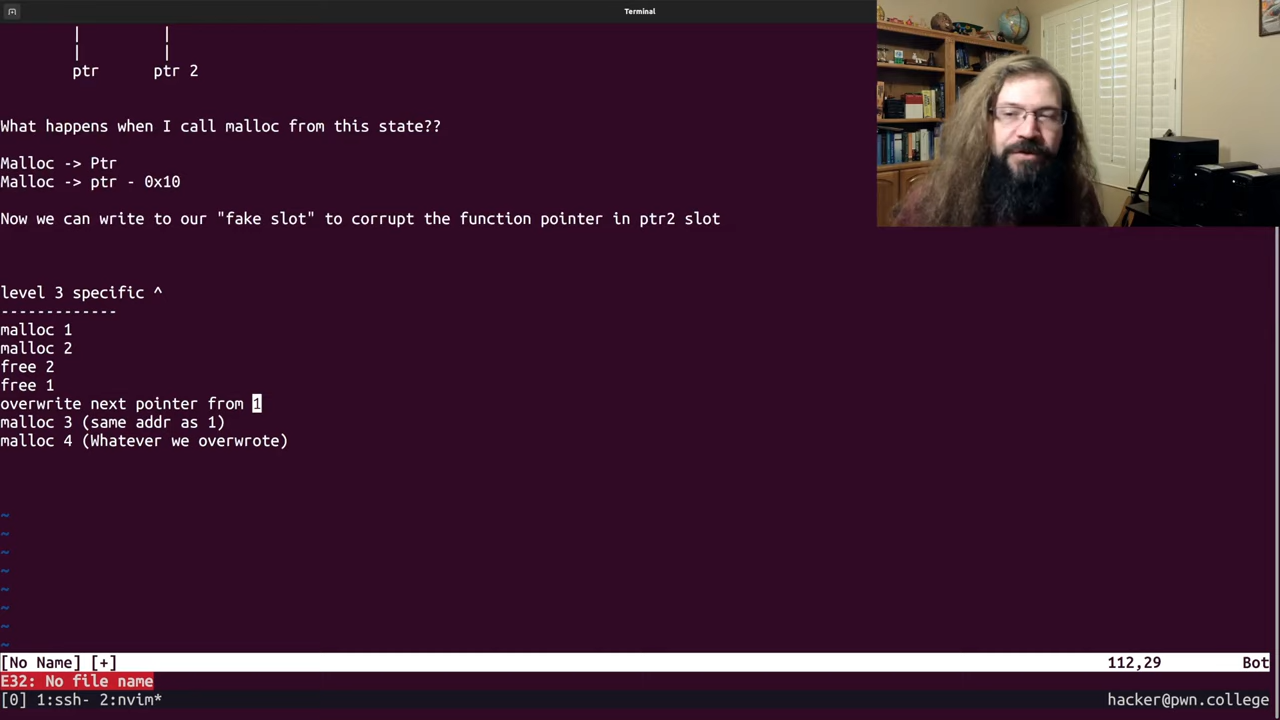 Terminal
|         |
|         |
ptr      ptr 2
What happens when I call malloc from this state??
Malloc -> Ptr
Malloc -> ptr - 0x10
Now we can write to our "fake slot" to corrupt the function pointer in ptr2 slot
level 3 specific ^
-------------
malloc 1
malloc 2
free 2
free 1
overwrite next pointer from 1
malloc 3 (same addr as 1)
malloc 4 (Whatever we overwrote)
~
~
~
~
~
~
~
~
[No Name] [+] 112,29 Bot
E32: No file name
[0] 1:ssh- 2:nvim* hacker@pwn.college